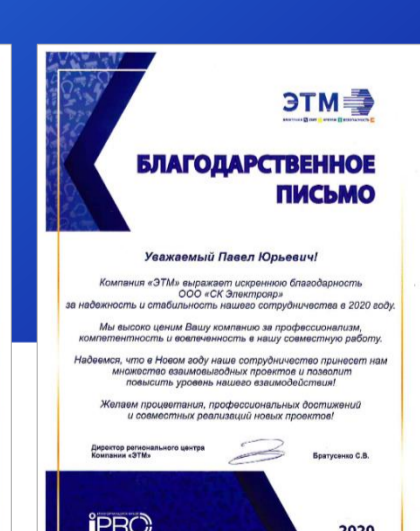 ЭТМ
БЛАГОДАРСТВЕННОЕ
ПИСЬМО
Уважаемый Павел Юрьевич!
Компания «ЭТМ» выражает искреннюю благодарность
ООО «СК Электрояр»
за надежность и стабильность нашего сотрудничества в 2020 году.
Мы высоко ценим Вашу компанию за профессионализм,
компетентность и вовлеченность в нашу совместную работу.
Надеемся, что в Новом году наше сотрудничество принесет нам
множество взаимовыгодных проектов и позволит
повысить уровень нашего взаимодействия!
Желаем процветания, профессиональных достижений
и совместных реализаций новых проектов!
Директор регионального центра
Компании «ЭТМ»
Братусенко С.В.
iPRO
2020